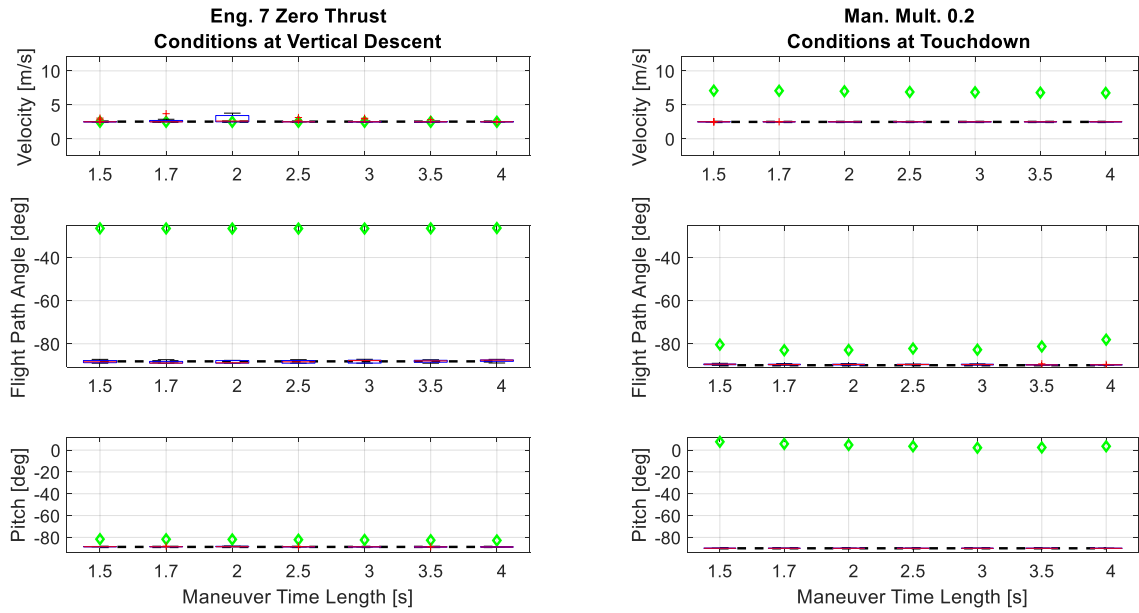 Eng. 7 Zero Thrust
Conditions at Vertical Descent
Velocity [m/s]
10
5
0
1.5 1.7 2 2.5 3 3.5 4
Flight Path Angle [deg]
-40
-60
-80
1.5 1.7 2 2.5 3 3.5 4
Pitch [deg]
0
-20
-40
-60
-80
1.5 1.7 2 2.5 3 3.5 4
Maneuver Time Length [s]
Man. Mult. 0.2
Conditions at Touchdown
Velocity [m/s]
10
5
0
1.5 1.7 2 2.5 3 3.5 4
Flight Path Angle [deg]
-40
-60
-80
1.5 1.7 2 2.5 3 3.5 4
Pitch [deg]
0
-20
-40
-60
-80
1.5 1.7 2 2.5 3 3.5 4
Maneuver Time Length [s]